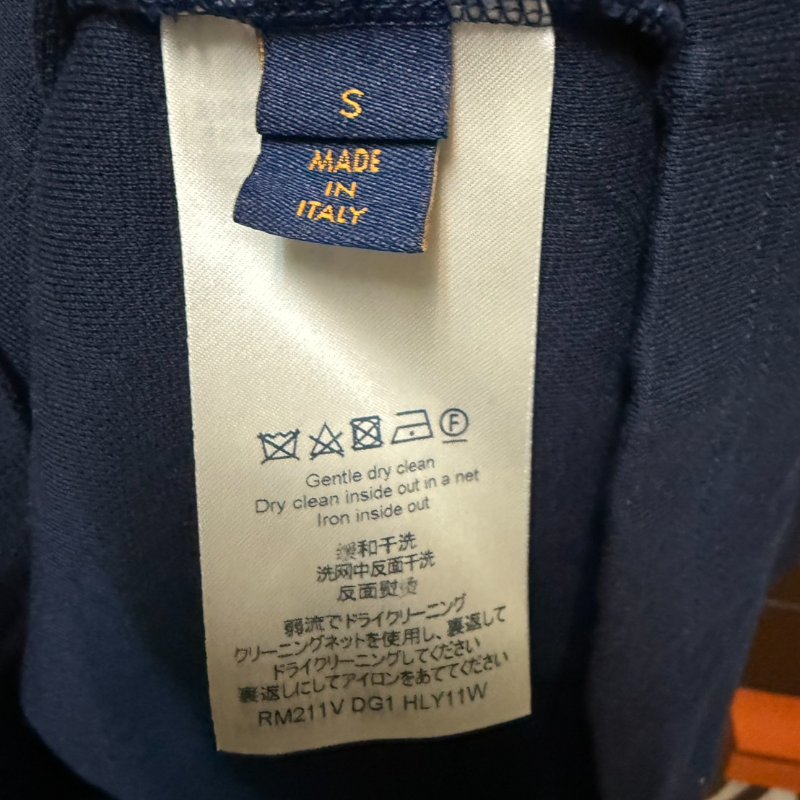 S
MADE
IN
ITALY
F
Gentle dry clean
Dry clean inside out in a net
Iron inside out
缓和干洗
洗网中反面干洗
反面熨烫
弱流でドライクリーニング
クリーニングネットを使用し、裏返して
ドライクリーニングしてください
裏返しにしてアイロンをあててください
RM211V DG1 HLY11W